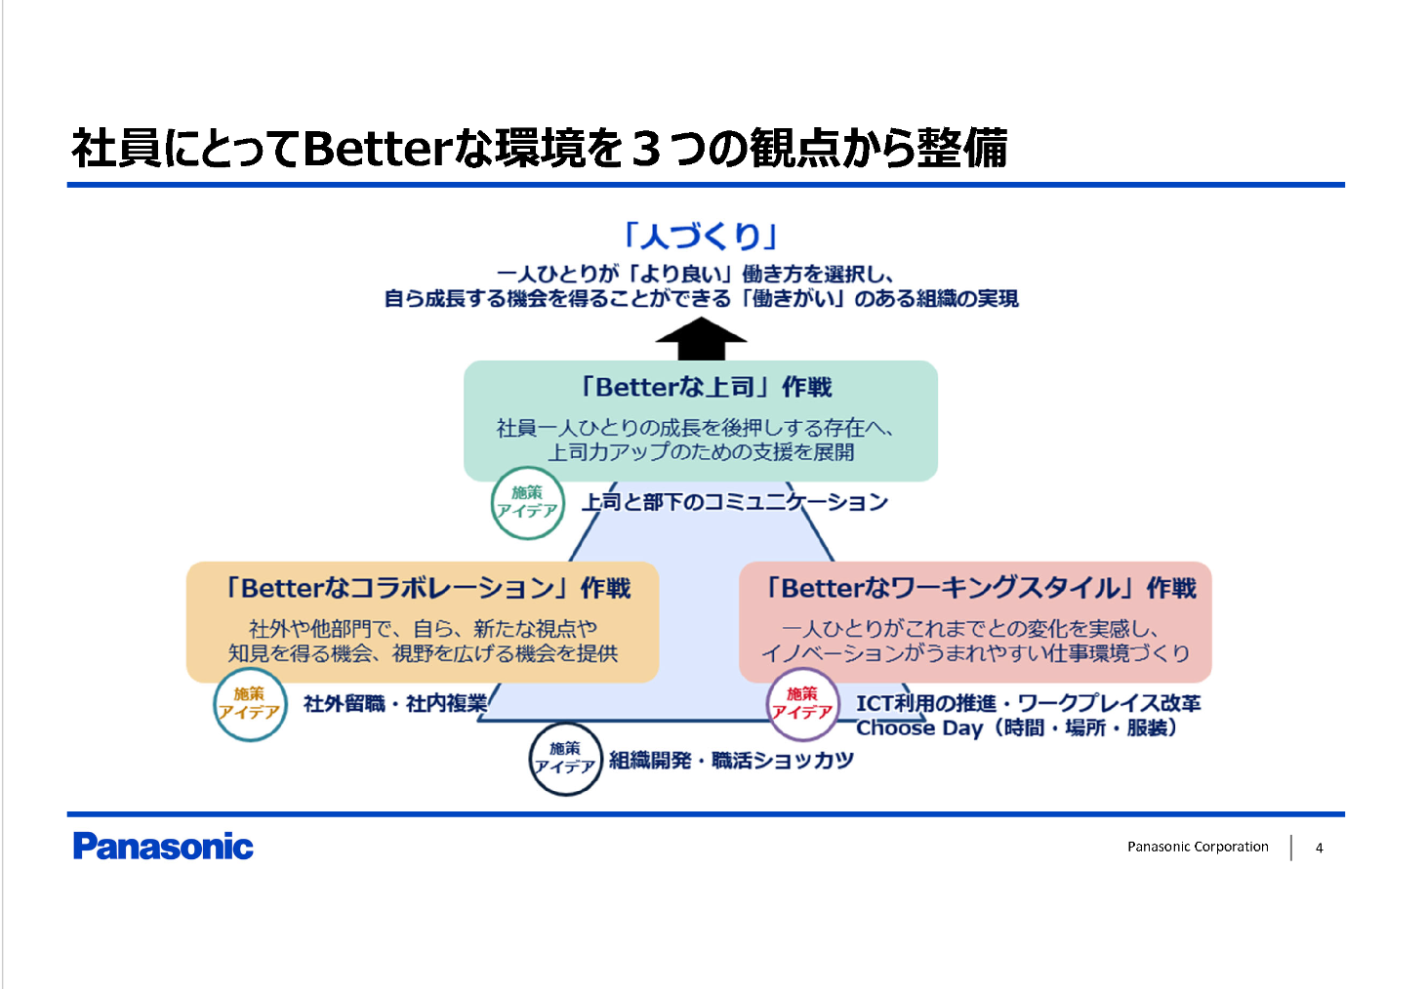 社員にとってBetterな環境を３つの観点から整備
「人づくり」
一人ひとりが「より良い」働き方を選択し、
自ら成長する機会を得ることができる「働きがい」のある組織の実現
「Betterな上司」作戦
社員一人ひとりの成長を後押しする存在へ、
上司力アップのための支援を展開
施策
アイデア
上司と部下のコミュニケーション
「Betterなコラボレーション」作戦
社外や他部門で、自ら、新たな視点や
知見を得る機会、視野を広げる機会を提供
施策
アイデア
社外留職・社内複業
「Betterなワーキングスタイル」作戦
一人ひとりがこれまでとの変化を実感し、
イノベーションがうまれやすい仕事環境づくり
施策
アイデア
ICT利用の推進・ワークプレイス改革
Choose Day（時間・場所・服装）
施策
アイデア
組織開発・職活ショッカツ
Panasonic
Panasonic Corporation
4